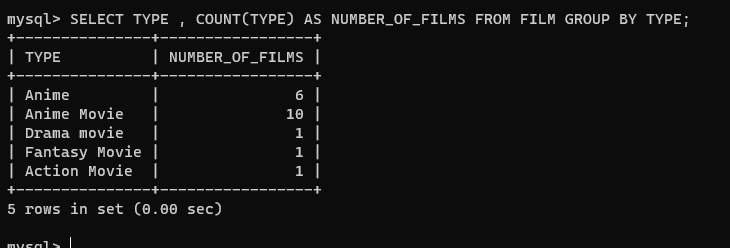 mysql> SELECT TYPE , COUNT(TYPE) AS NUMBER_OF_FILMS FROM FILM GROUP BY TYPE;
+---------------+-----------------+
| TYPE          | NUMBER_OF_FILMS |
+---------------+-----------------+
| Anime         |               6 |
| Anime Movie   |              10 |
| Drama movie   |               1 |
| Fantasy Movie |               1 |
| Action Movie  |               1 |
+---------------+-----------------+
5 rows in set (0.00 sec)
mysql>